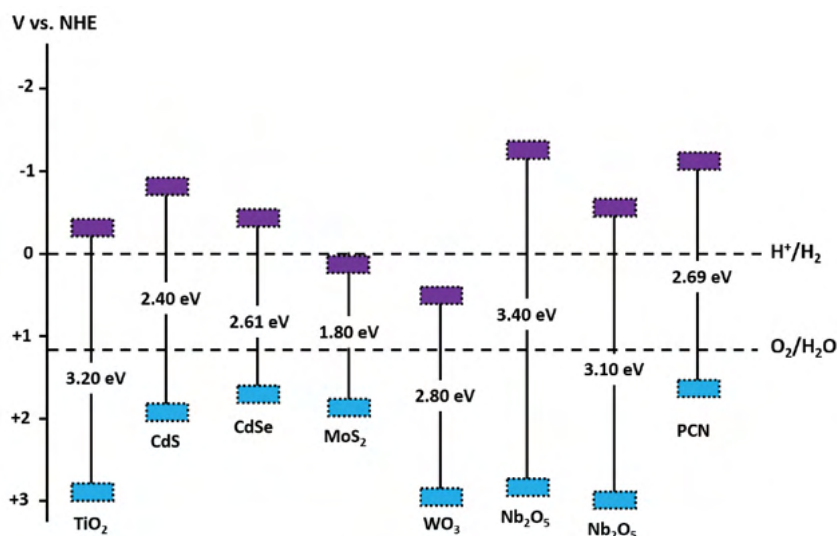 V vs. NHE
-2
-1
0
+1
+2
+3
H⁺/H₂
O₂/H₂O
3.20 eV
2.40 eV
2.61 eV
1.80 eV
2.80 eV
3.40 eV
3.10 eV
2.69 eV
TiO₂
CdS
CdSe
MoS₂
WO₃
Nb₂O₅
Nb₂O₅
PCN